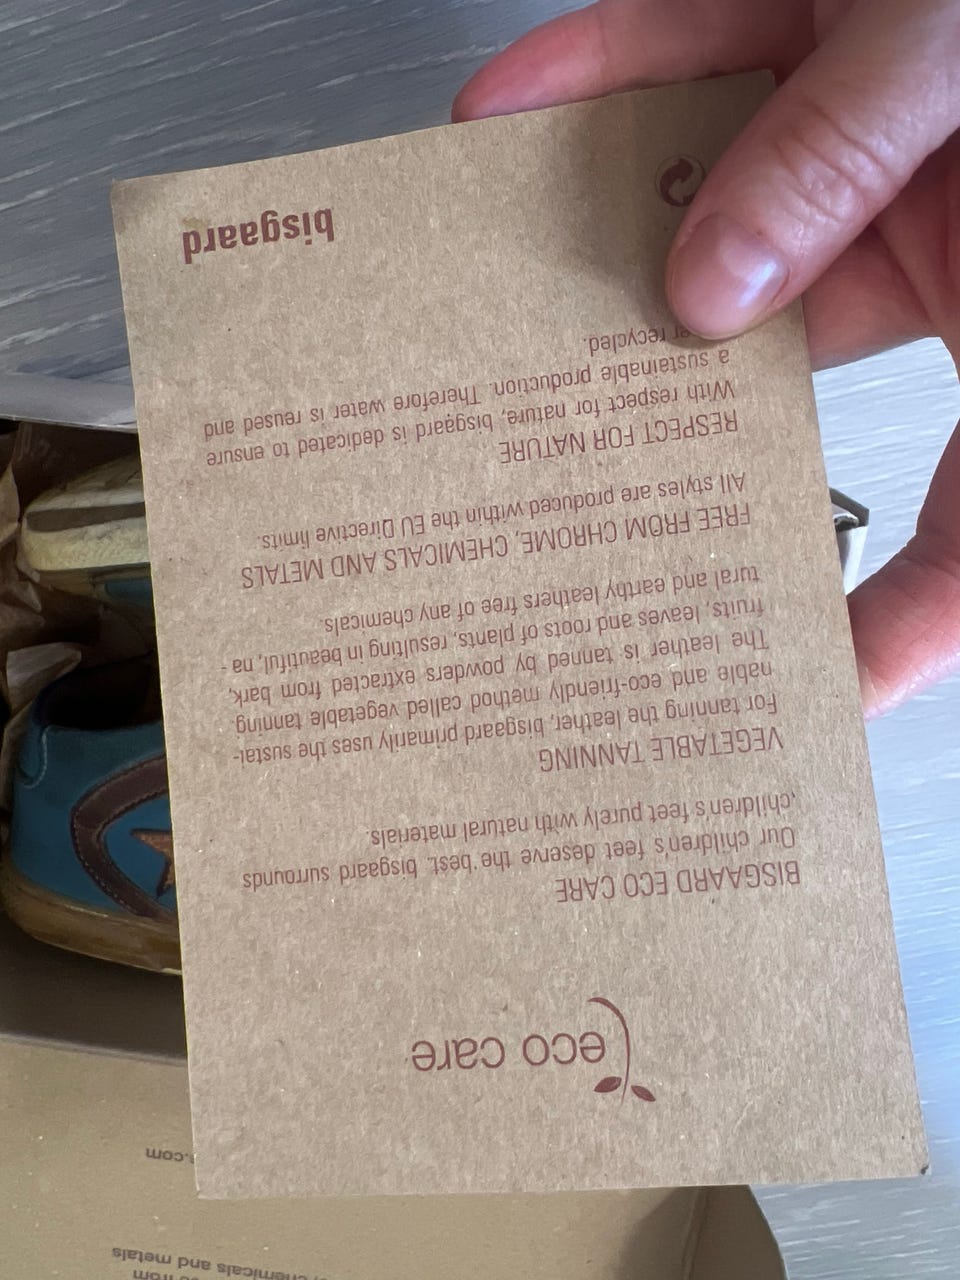 eco care
BISGAARD ECO CARE
Our children's feet deserve the best. bisgaard surrounds
children's feet purely with natural materials.
VEGETABLE TANNING
For tanning the leather, bisgaard primarily uses the sustai-
nable and eco-friendly method called vegetable tanning
The leather is tanned by powders extracted from bark,
fruits, leaves and roots of plants, resulting in beautiful, na-
tural and earthy leathers free of any chemicals.
FREE FROM CHROME, CHEMICALS AND METALS
All styles are produced within the EU Directive limits.
RESPECT FOR NATURE
With respect for nature, bisgaard is dedicated to ensure
a sustainable production. Therefore water is reused and
recycled.
bisgaard
from
chemicals and metals
s.com